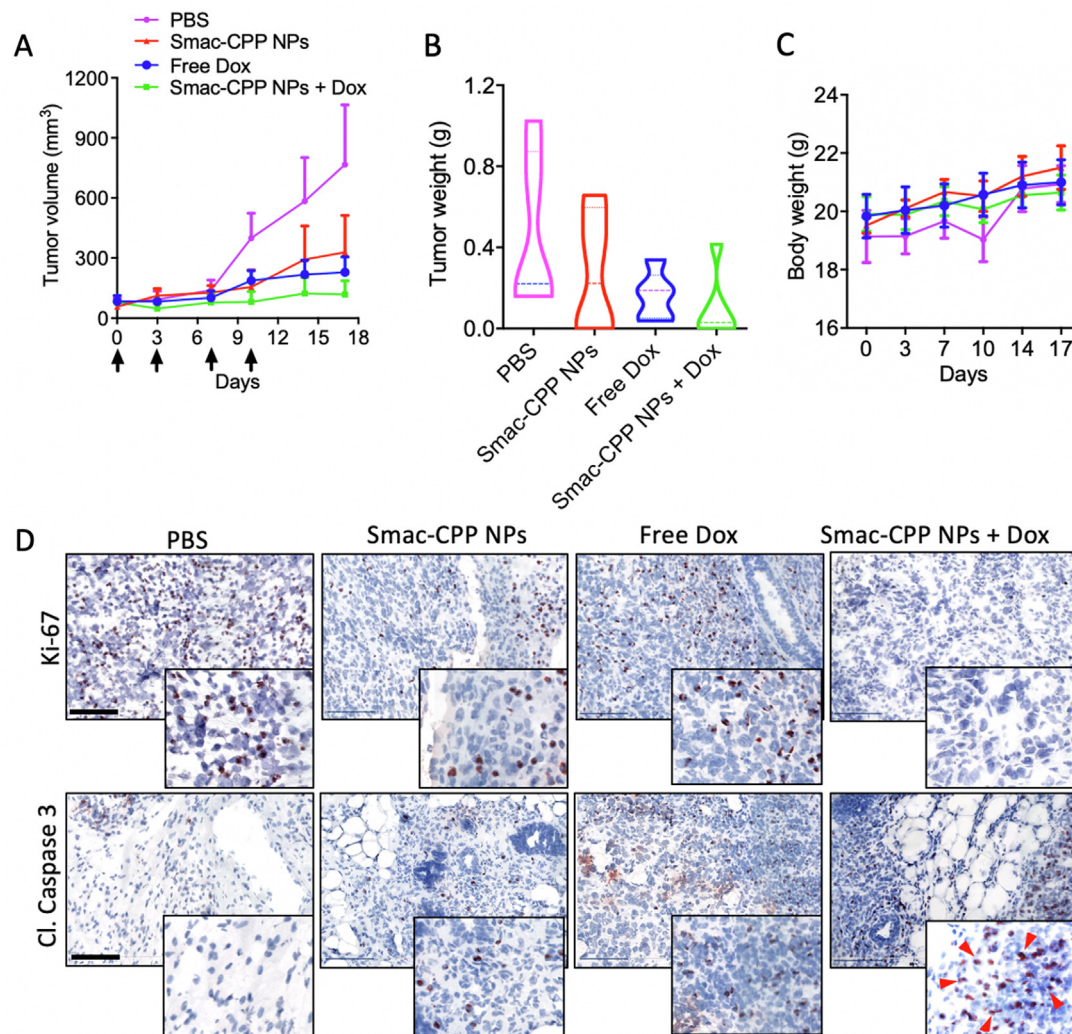 A
PBS
Smac-CPP NPs
Free Dox
Smac-CPP NPs + Dox
Tumor volume (mm³)
1200
900
600
300
0
0 3 6 7 9 10 12 15 18
Days
B
Tumor weight (g)
1.2
0.8
0.4
0.0
PBS
Smac-CPP NPs
Free Dox
Smac-CPP NPs + Dox
C
Body weight (g)
24
22
20
18
16
0 3 7 10 14 17
Days
D
PBS Smac-CPP NPs Free Dox Smac-CPP NPs + Dox
Ki-67
Cl. Caspase 3